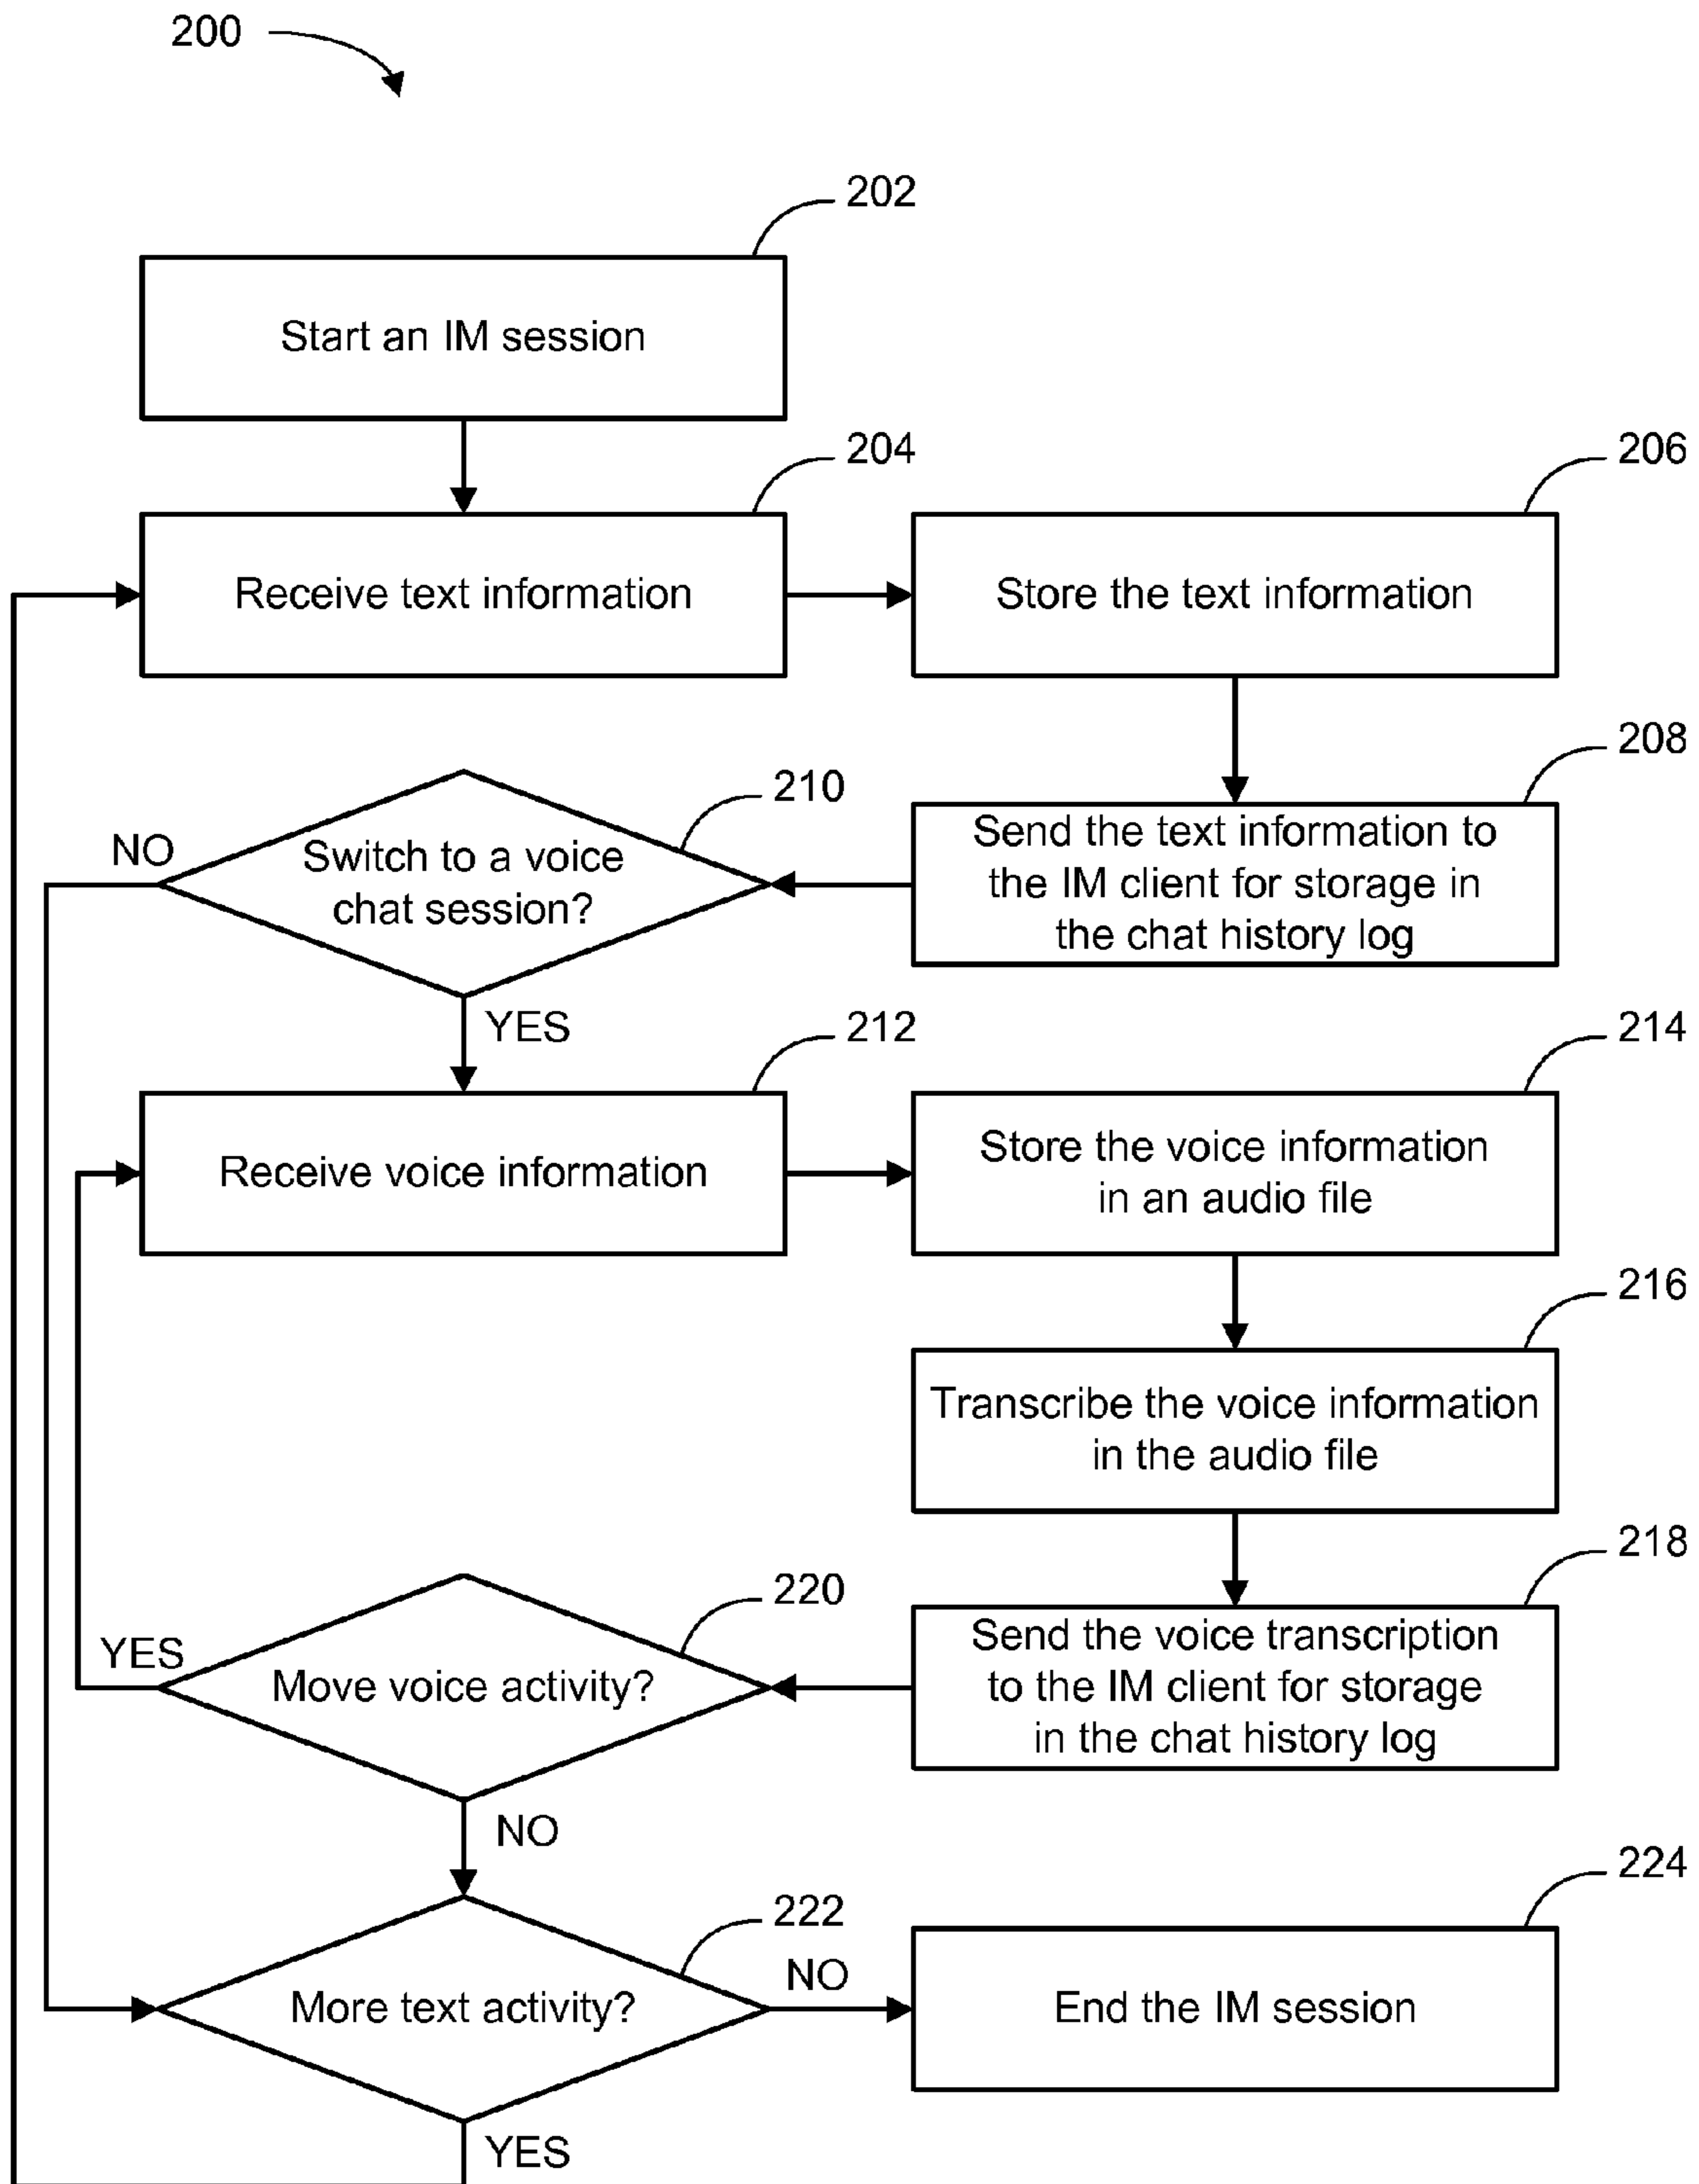 200
202
Start an IM session
204
Receive text information
206
Store the text information
208
Send the text information to
the IM client for storage in
the chat history log
210
Switch to a voice
chat session?
NO
YES
212
Receive voice information
214
Store the voice information
in an audio file
216
Transcribe the voice information
in the audio file
218
Send the voice transcription
to the IM client for storage
in the chat history log
220
Move voice activity?
YES
NO
222
More text activity?
NO
YES
224
End the IM session